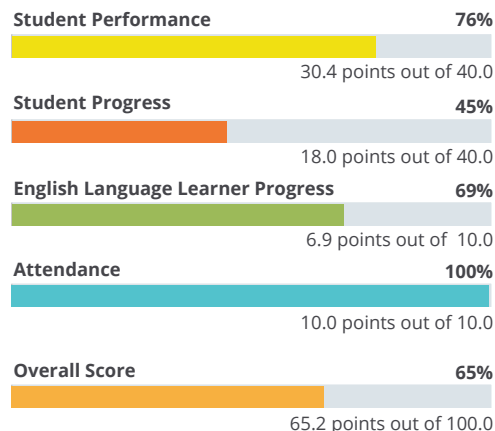 Student Performance 76%
30.4 points out of 40.0
Student Progress 45%
18.0 points out of 40.0
English Language Learner Progress 69%
6.9 points out of 10.0
Attendance 100%
10.0 points out of 10.0
Overall Score 65%
65.2 points out of 100.0